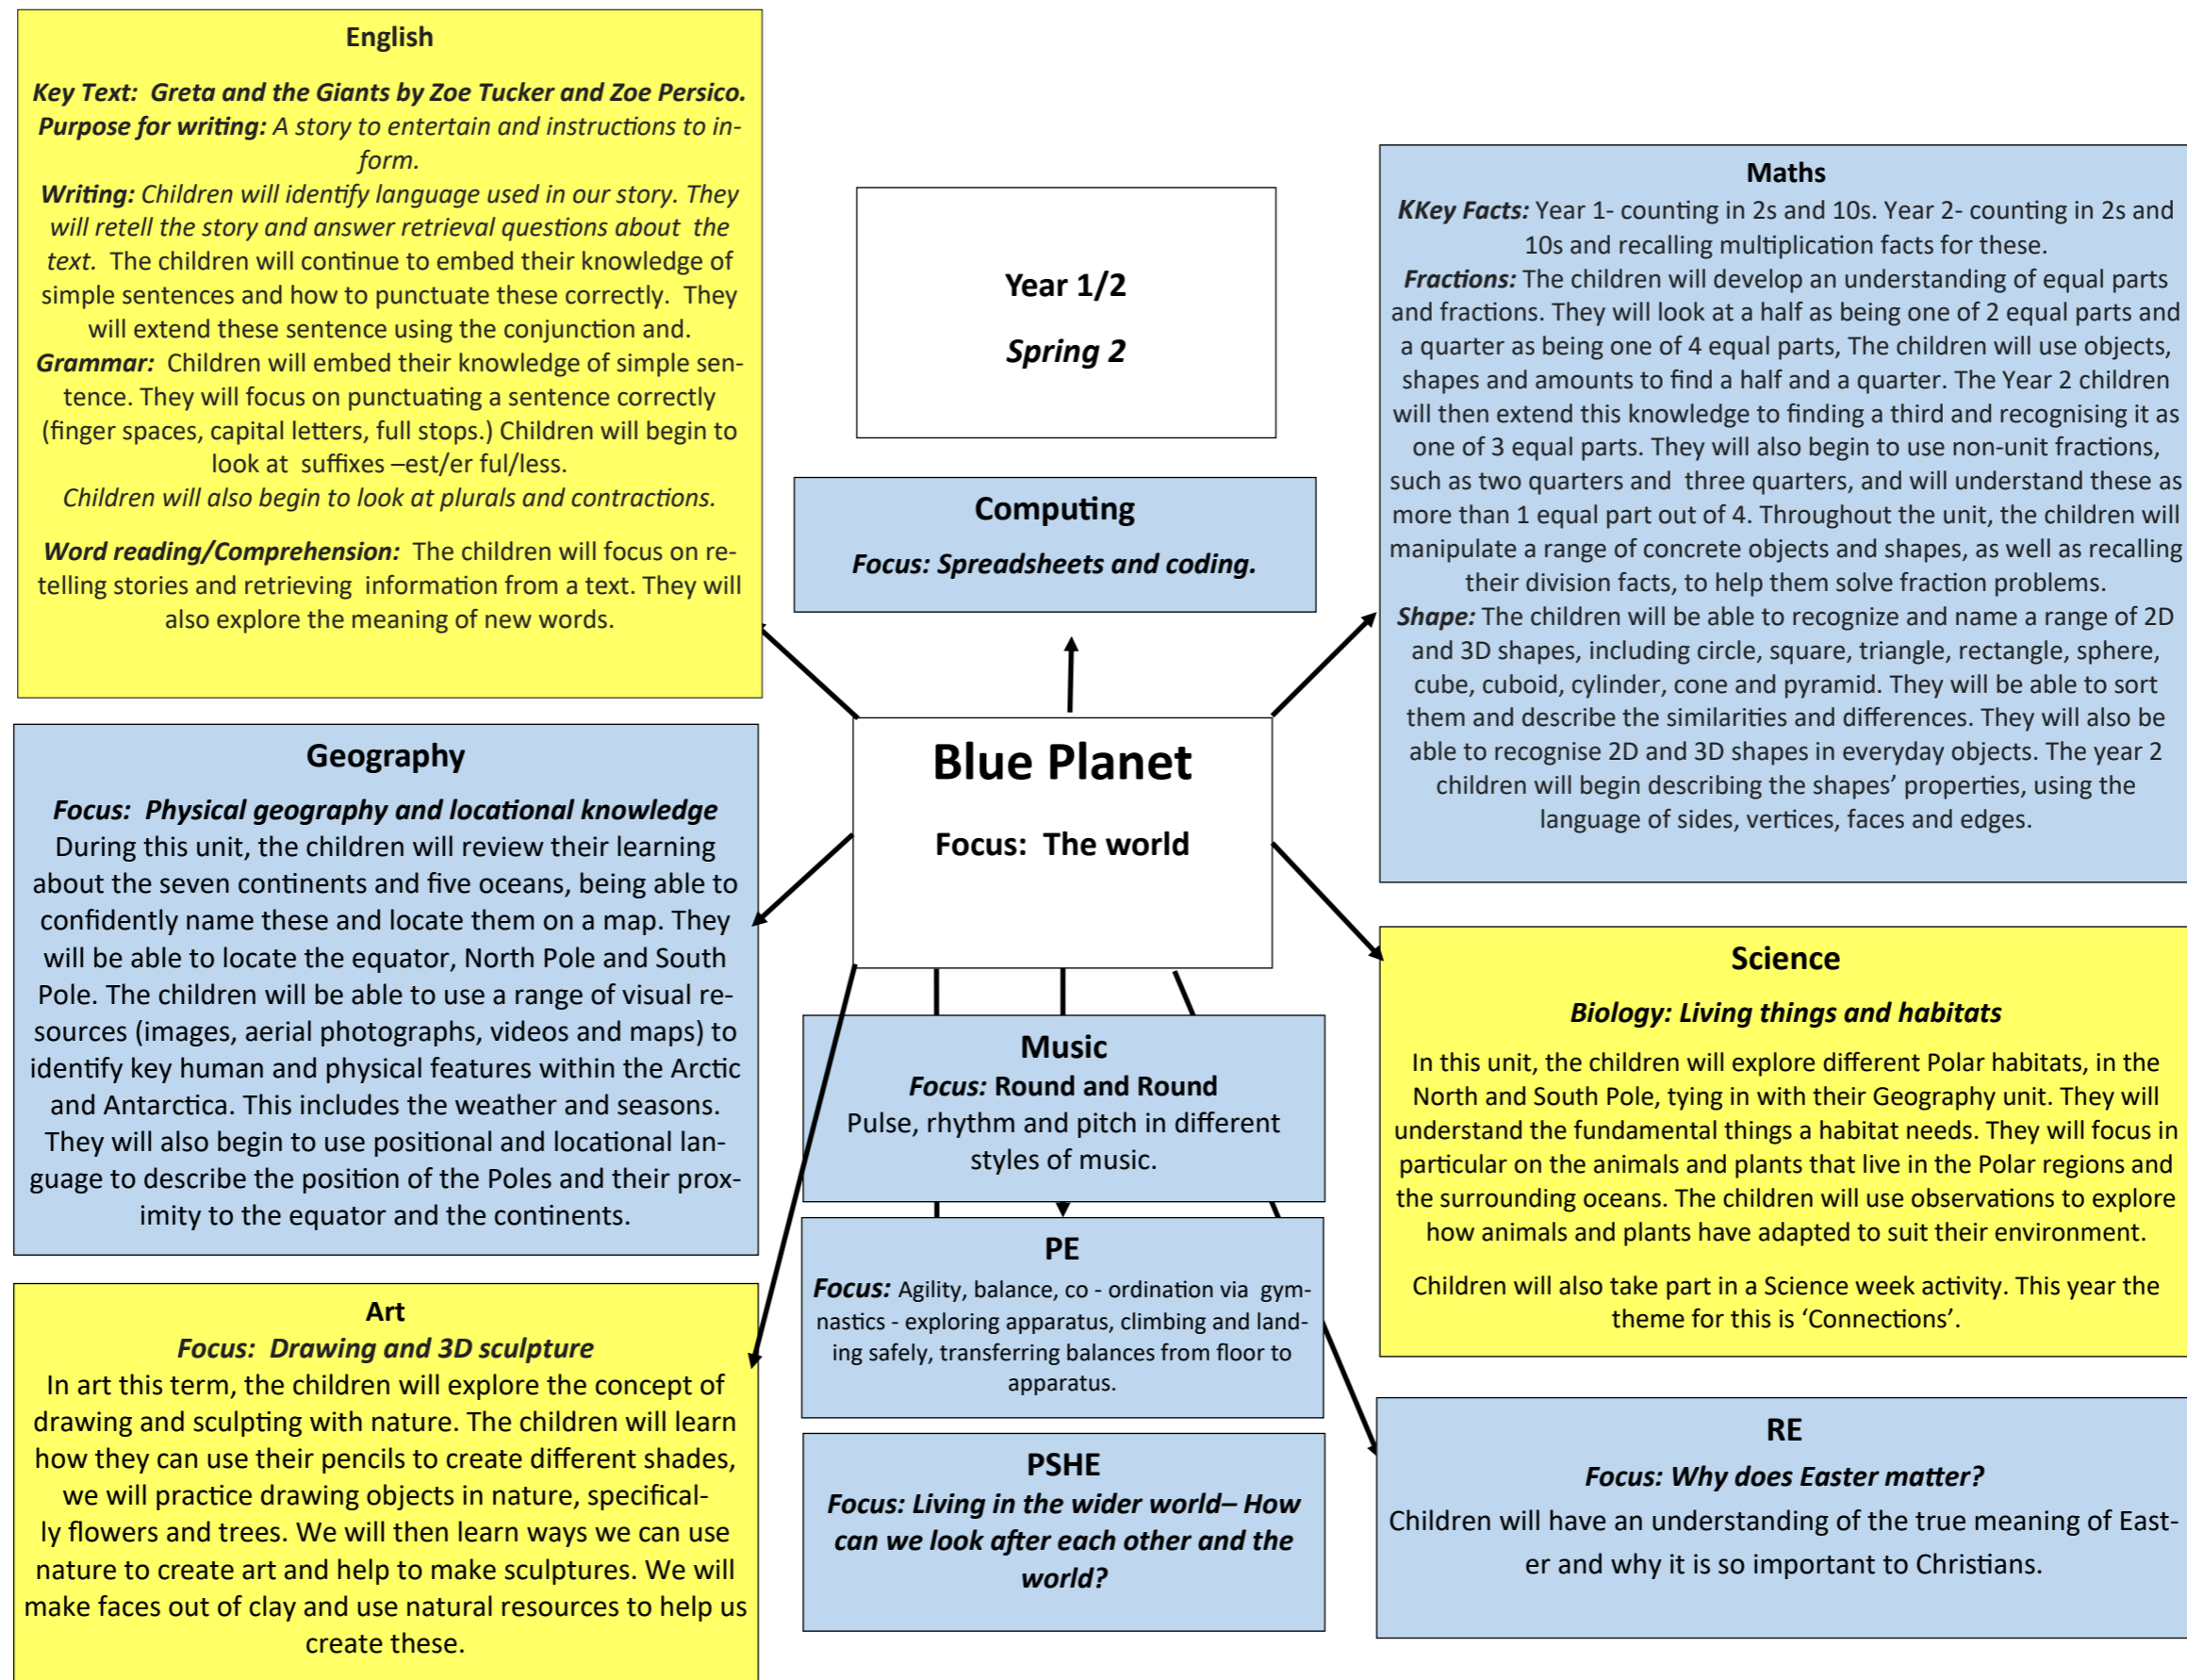 English
Key Text:  Greta and the Giants by Zoe Tucker and Zoe Persico.
Purpose for writing: A story to entertain and instructions to in-
form.
Writing: Children will identify language used in our story. They
will retell the story and answer retrieval questions about  the
text.  The children will continue to embed their knowledge of
simple sentences and how to punctuate these correctly.  They
will extend these sentence using the conjunction and.
Grammar:  Children will embed their knowledge of simple sen-
tence. They will focus on punctuating a sentence correctly
(finger spaces, capital letters, full stops.) Children will begin to
look at  suffixes –est/er ful/less.
Children will also begin to look at plurals and contractions.
Word reading/Comprehension:  The children will focus on re-
telling stories and retrieving  information from a text. They will
also explore the meaning of new words.
Year 1/2
Spring 2
Maths
KKey Facts: Year 1- counting in 2s and 10s. Year 2- counting in 2s and
10s and recalling multiplication facts for these.
Fractions: The children will develop an understanding of equal parts
and fractions. They will look at a half as being one of 2 equal parts and
a quarter as being one of 4 equal parts, The children will use objects,
shapes and amounts to find a half and a quarter. The Year 2 children
will then extend this knowledge to finding a third and recognising it as
one of 3 equal parts. They will also begin to use non-unit fractions,
such as two quarters and  three quarters, and will understand these as
more than 1 equal part out of 4. Throughout the unit, the children will
manipulate a range of concrete objects and shapes, as well as recalling
their division facts, to help them solve fraction problems.
Shape: The children will be able to recognize and name a range of 2D
and 3D shapes, including circle, square, triangle, rectangle, sphere,
cube, cuboid, cylinder, cone and pyramid. They will be able to sort
them and describe the similarities and differences. They will also be
able to recognise 2D and 3D shapes in everyday objects. The year 2
children will begin describing the shapes’ properties, using the
language of sides, vertices, faces and edges.
Computing
Focus: Spreadsheets and coding.
Blue Planet
Focus:  The world
Geography
Focus:  Physical geography and locational knowledge
During this unit, the children will review their learning
about the seven continents and five oceans, being able to
confidently name these and locate them on a map. They
will be able to locate the equator, North Pole and South
Pole. The children will be able to use a range of visual re-
sources (images, aerial photographs, videos and maps) to
identify key human and physical features within the Arctic
and Antarctica. This includes the weather and seasons.
They will also begin to use positional and locational lan-
guage to describe the position of the Poles and their prox-
imity to the equator and the continents.
Music
Focus: Round and Round
Pulse, rhythm and pitch in different
styles of music.
Science
Biology: Living things and habitats
In this unit, the children will explore different Polar habitats, in the
North and South Pole, tying in with their Geography unit. They will
understand the fundamental things a habitat needs. They will focus in
particular on the animals and plants that live in the Polar regions and
the surrounding oceans. The children will use observations to explore
how animals and plants have adapted to suit their environment.
Children will also take part in a Science week activity. This year the
theme for this is ‘Connections’.
PE
Focus: Agility, balance, co - ordination via  gym-
nastics - exploring apparatus, climbing and land-
ing safely, transferring balances from floor to
apparatus.
Art
Focus:  Drawing and 3D sculpture
In art this term, the children will explore the concept of
drawing and sculpting with nature. The children will learn
how they can use their pencils to create different shades,
we will practice drawing objects in nature, specifical-
ly flowers and trees. We will then learn ways we can use
nature to create art and help to make sculptures. We will
make faces out of clay and use natural resources to help us
create these.
PSHE
Focus: Living in the wider world– How
can we look after each other and the
world?
RE
Focus: Why does Easter matter?
Children will have an understanding of the true meaning of East-
er and why it is so important to Christians.